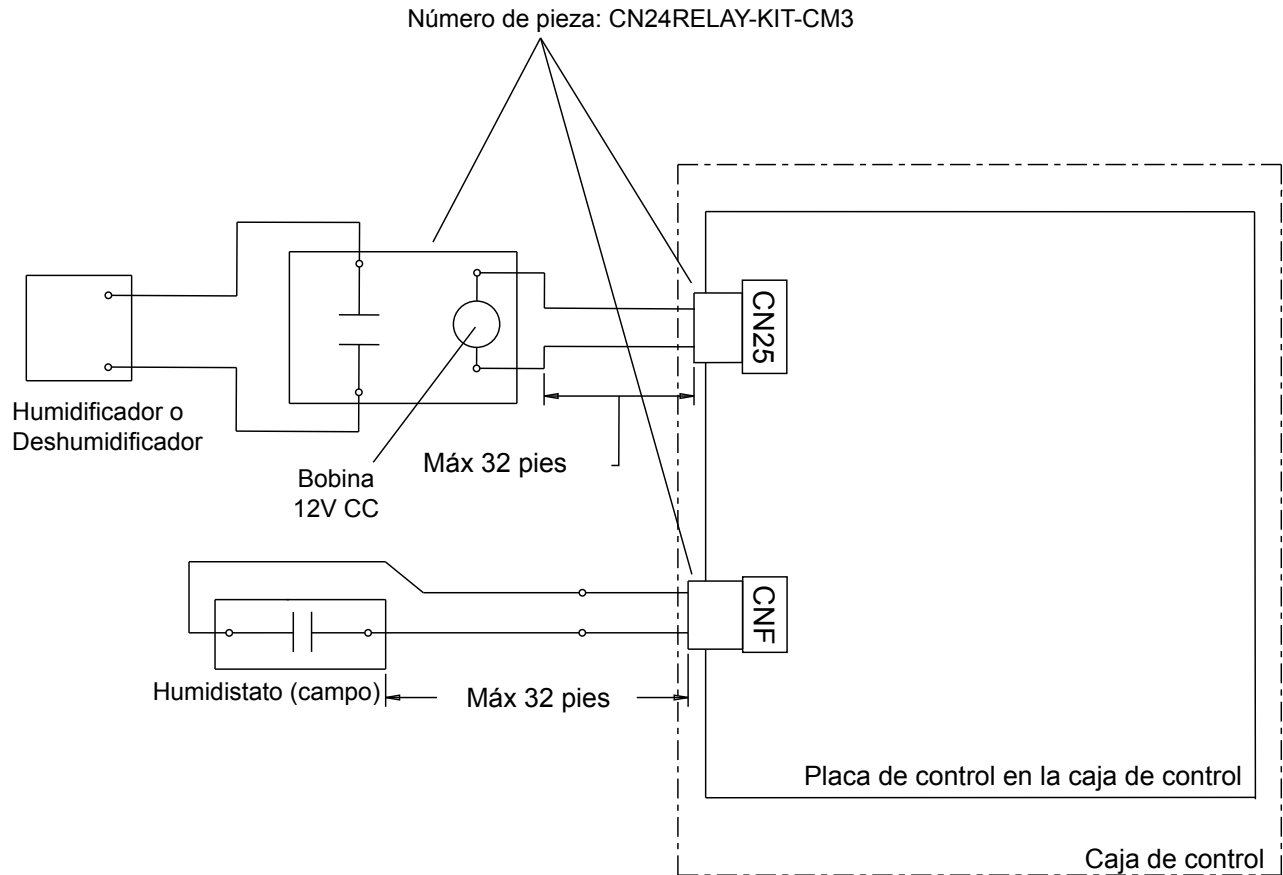 Número de pieza: CN24RELAY-KIT-CM3
CN25
Humidificador o
Deshumidificador
Máx 32 pies
Bobina
12V CC
CNF
Humidistato (campo)
Máx 32 pies
Placa de control en la caja de control
Caja de control